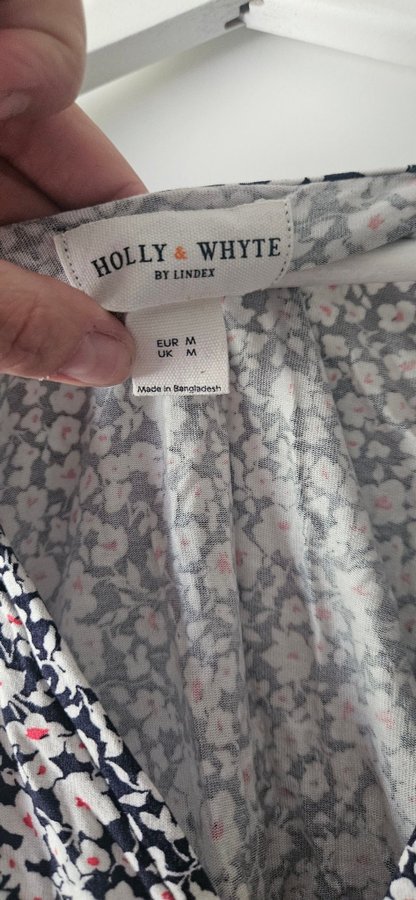 HOLLY & WHYTE
BY LINDEX
EUR M
UK M
Made in Bangladesh